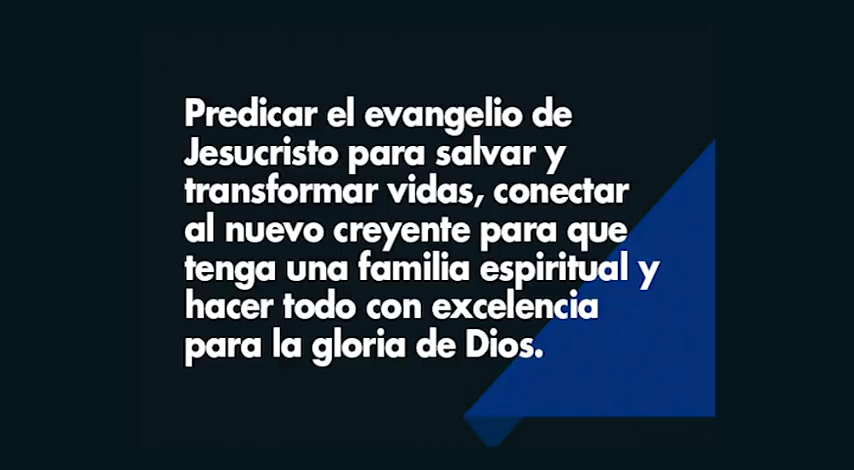 Predicar el evangelio de
Jesucristo para salvar y
transformar vidas, conectar
al nuevo creyente para que
tenga una familia espiritual y
hacer todo con excelencia
para la gloria de Dios.